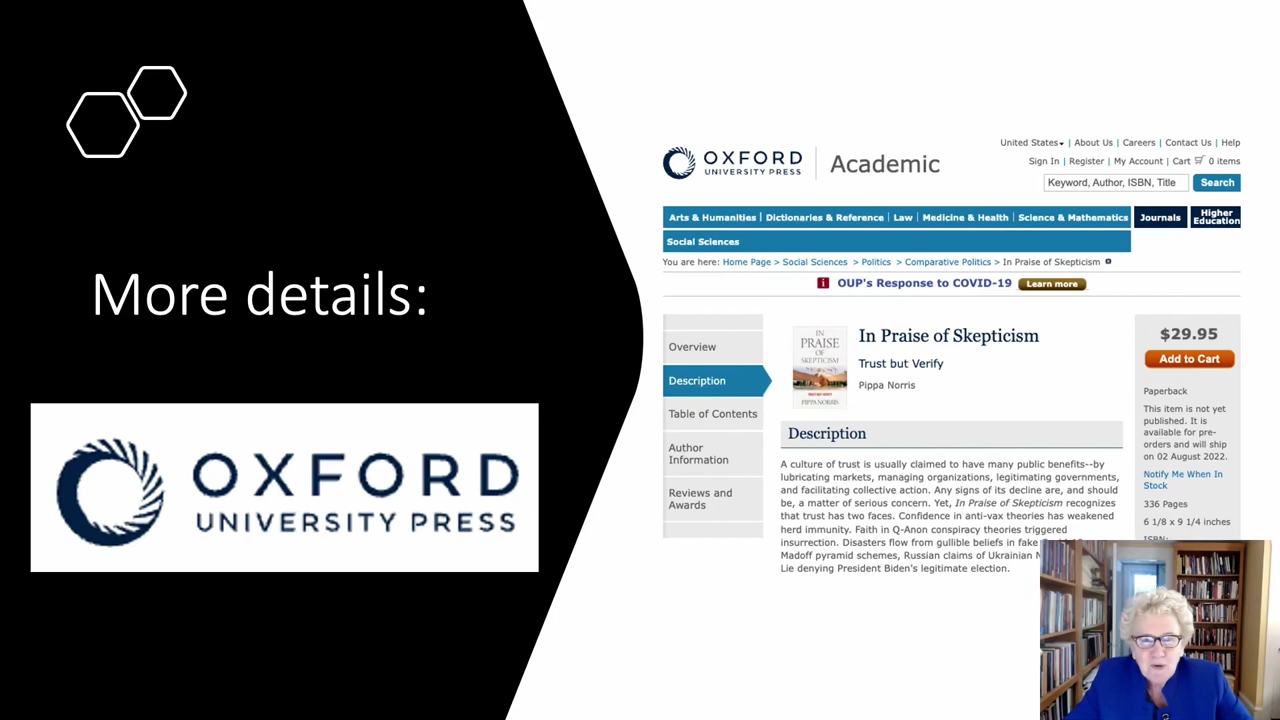 More details:
OXFORD
UNIVERSITY PRESS
OXFORD
UNIVERSITY PRESS
Academic
United States | About Us | Careers | Contact Us | Help
Sign In | Register | My Account | Cart 0 items
Keyword, Author, ISBN, Title Search
Arts & Humanities | Dictionaries & Reference | Law | Medicine & Health | Science & Mathematics
Journals
Higher
Education
Social Sciences
You are here: Home Page > Social Sciences > Politics > Comparative Politics > In Praise of Skepticism
OUP's Response to COVID-19 Learn more
Overview
Description
Table of Contents
Author
Information
Reviews and
Awards
IN
PRAISE
OF
SKEPTICISM
TRUST BUT VERIFY
PIPPA NORRIS
In Praise of Skepticism
Trust but Verify
Pippa Norris
Description
A culture of trust is usually claimed to have many public benefits--by
lubricating markets, managing organizations, legitimating governments,
and facilitating collective action. Any signs of its decline are, and should
be, a matter of serious concern. Yet, In Praise of Skepticism recognizes
that trust has two faces. Confidence in anti-vax theories has weakened
herd immunity. Faith in Q-Anon conspiracy theories triggered
insurrection. Disasters flow from gullible beliefs in fake
Madoff pyramid schemes, Russian claims of Ukrainian
Lie denying President Biden's legitimate election.
$29.95
Add to Cart
Paperback
This item is not yet
published. It is
available for pre-
orders and will ship
on 02 August 2022.
Notify Me When In
Stock
336 Pages
6 1/8 x 9 1/4 inches
ISBN: